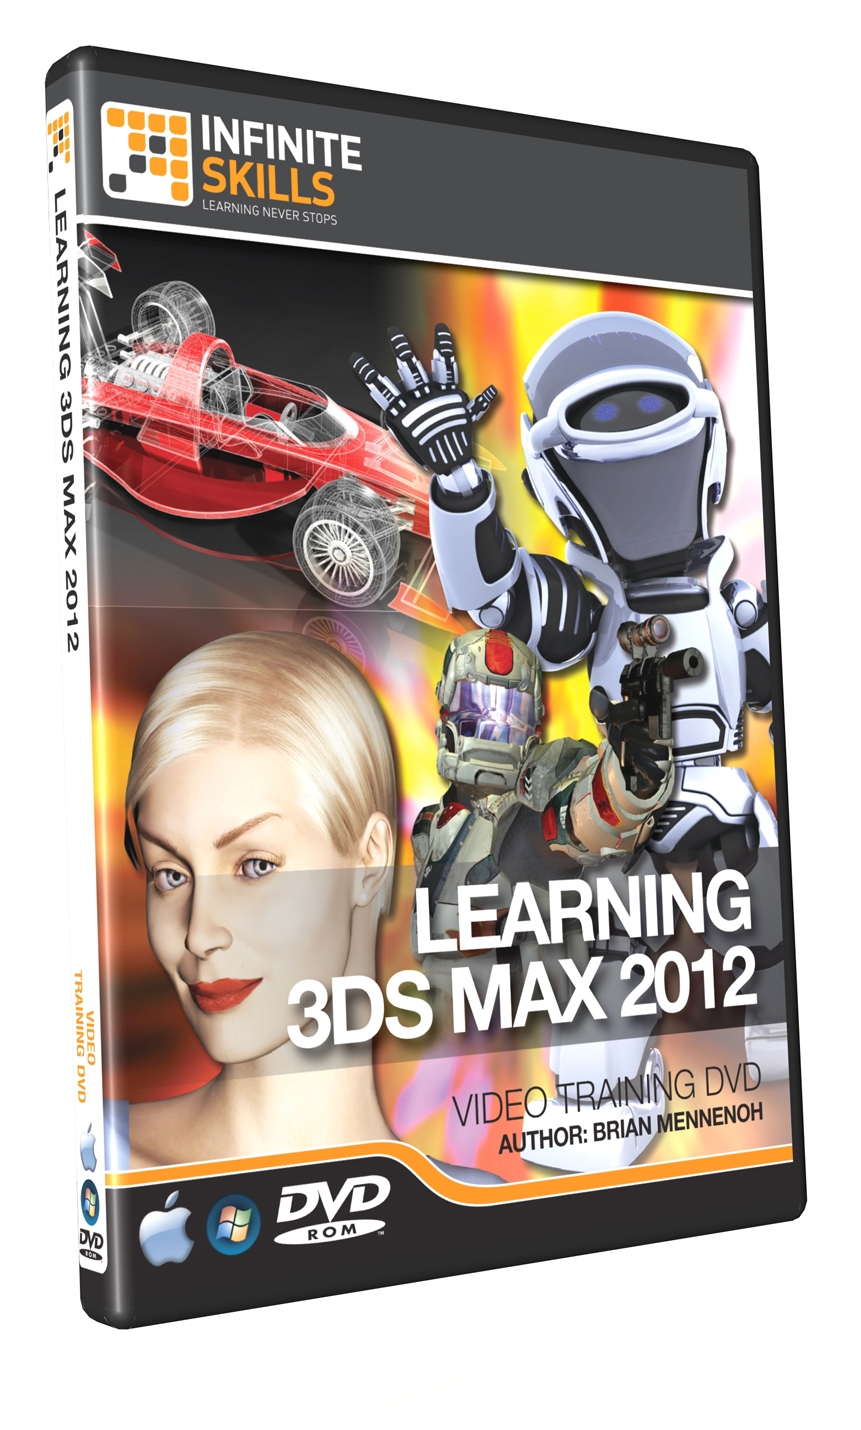 INFINITE
SKILLS
LEARNING NEVER STOPS
LEARNING
3DS MAX 2012
VIDEO TRAINING DVD
AUTHOR: BRIAN MENNENOH
DVD
ROM
TM
LEARNING 3DS MAX 2012
VIDEO
TRAINING DVD
DVD
ROM